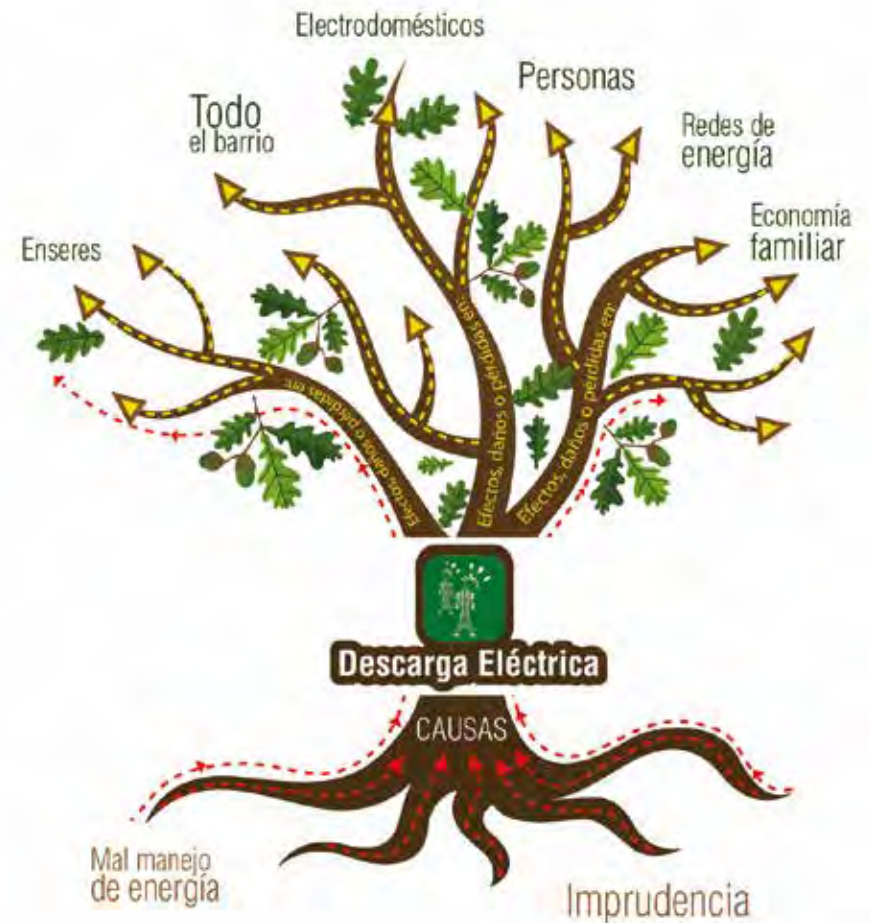 Electrodomésticos
Personas
Todo
el barrio
Redes de
energía
Economía
familiar
Enseres
Efectos, daños o pérdidas en:
Efectos, daños o pérdidas en:
Efectos, daños o pérdidas en:
Descarga Eléctrica
CAUSAS
Mal manejo
de energía
Imprudencia